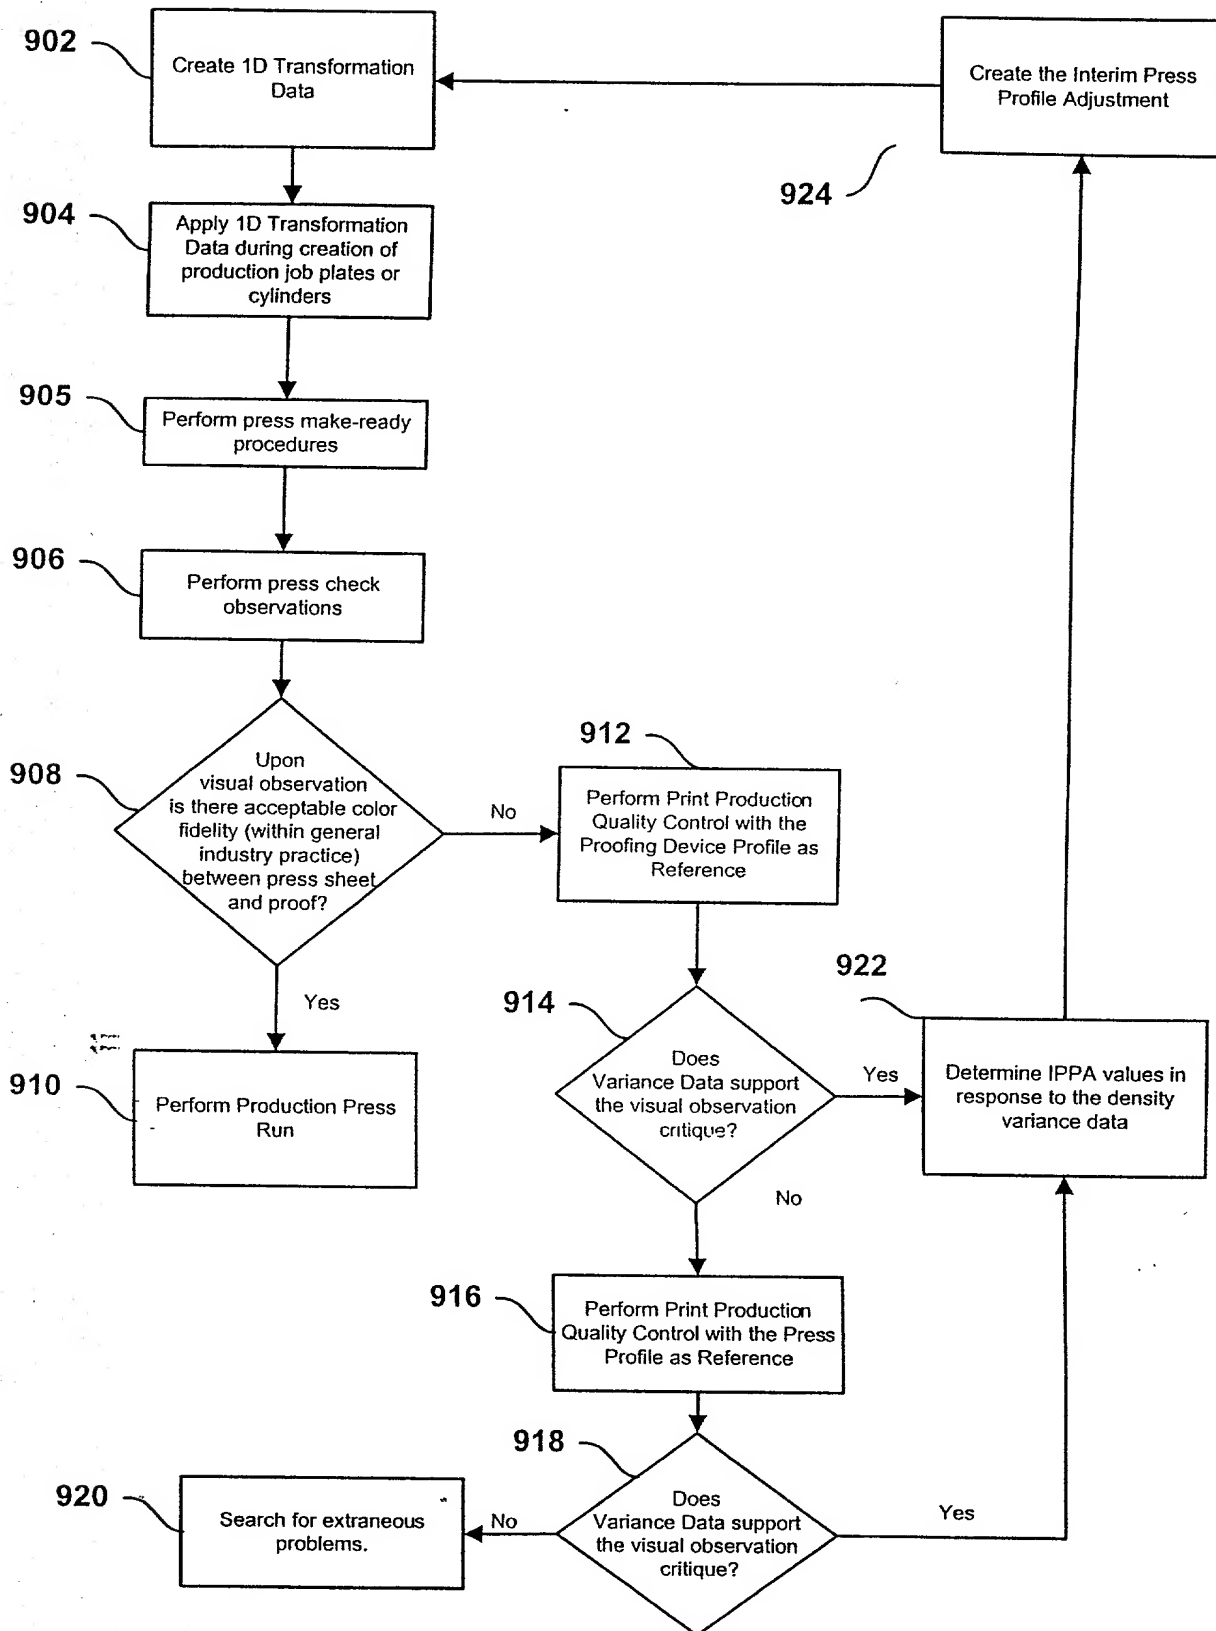 902
Create 1D Transformation
Data
Create the Interim Press
Profile Adjustment
924
904
Apply 1D Transformation
Data during creation of
production job plates or
cylinders
905
Perform press make-ready
procedures
906
Perform press check
observations
908
Upon
visual observation
is there acceptable color
fidelity (within general
industry practice)
between press sheet
and proof?
No
Yes
910
Perform Production Press
Run
912
Perform Print Production
Quality Control with the
Proofing Device Profile as
Reference
914
Does
Variance Data support
the visual observation
critique?
Yes
No
922
Determine IPPA values in
response to the density
variance data
916
Perform Print Production
Quality Control with the Press
Profile as Reference
918
Does
Variance Data support
the visual observation
critique?
No
Yes
920
Search for extraneous
problems.